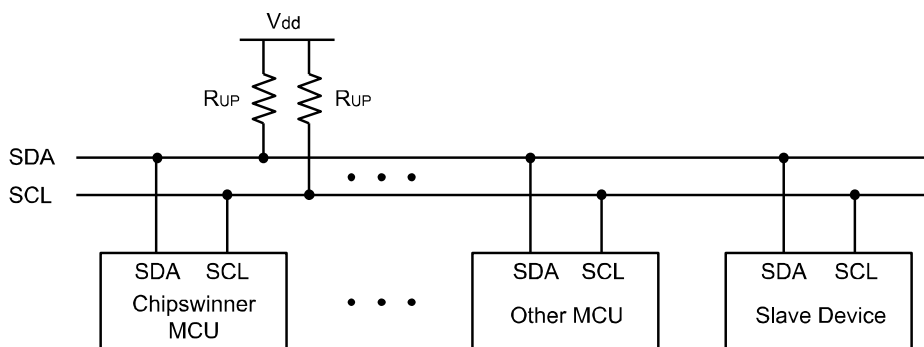 Vdd
RUP RUP
SDA
SCL
SDA SCL SDA SCL SDA SCL
Chipswinner
MCU
Other MCU
Slave Device